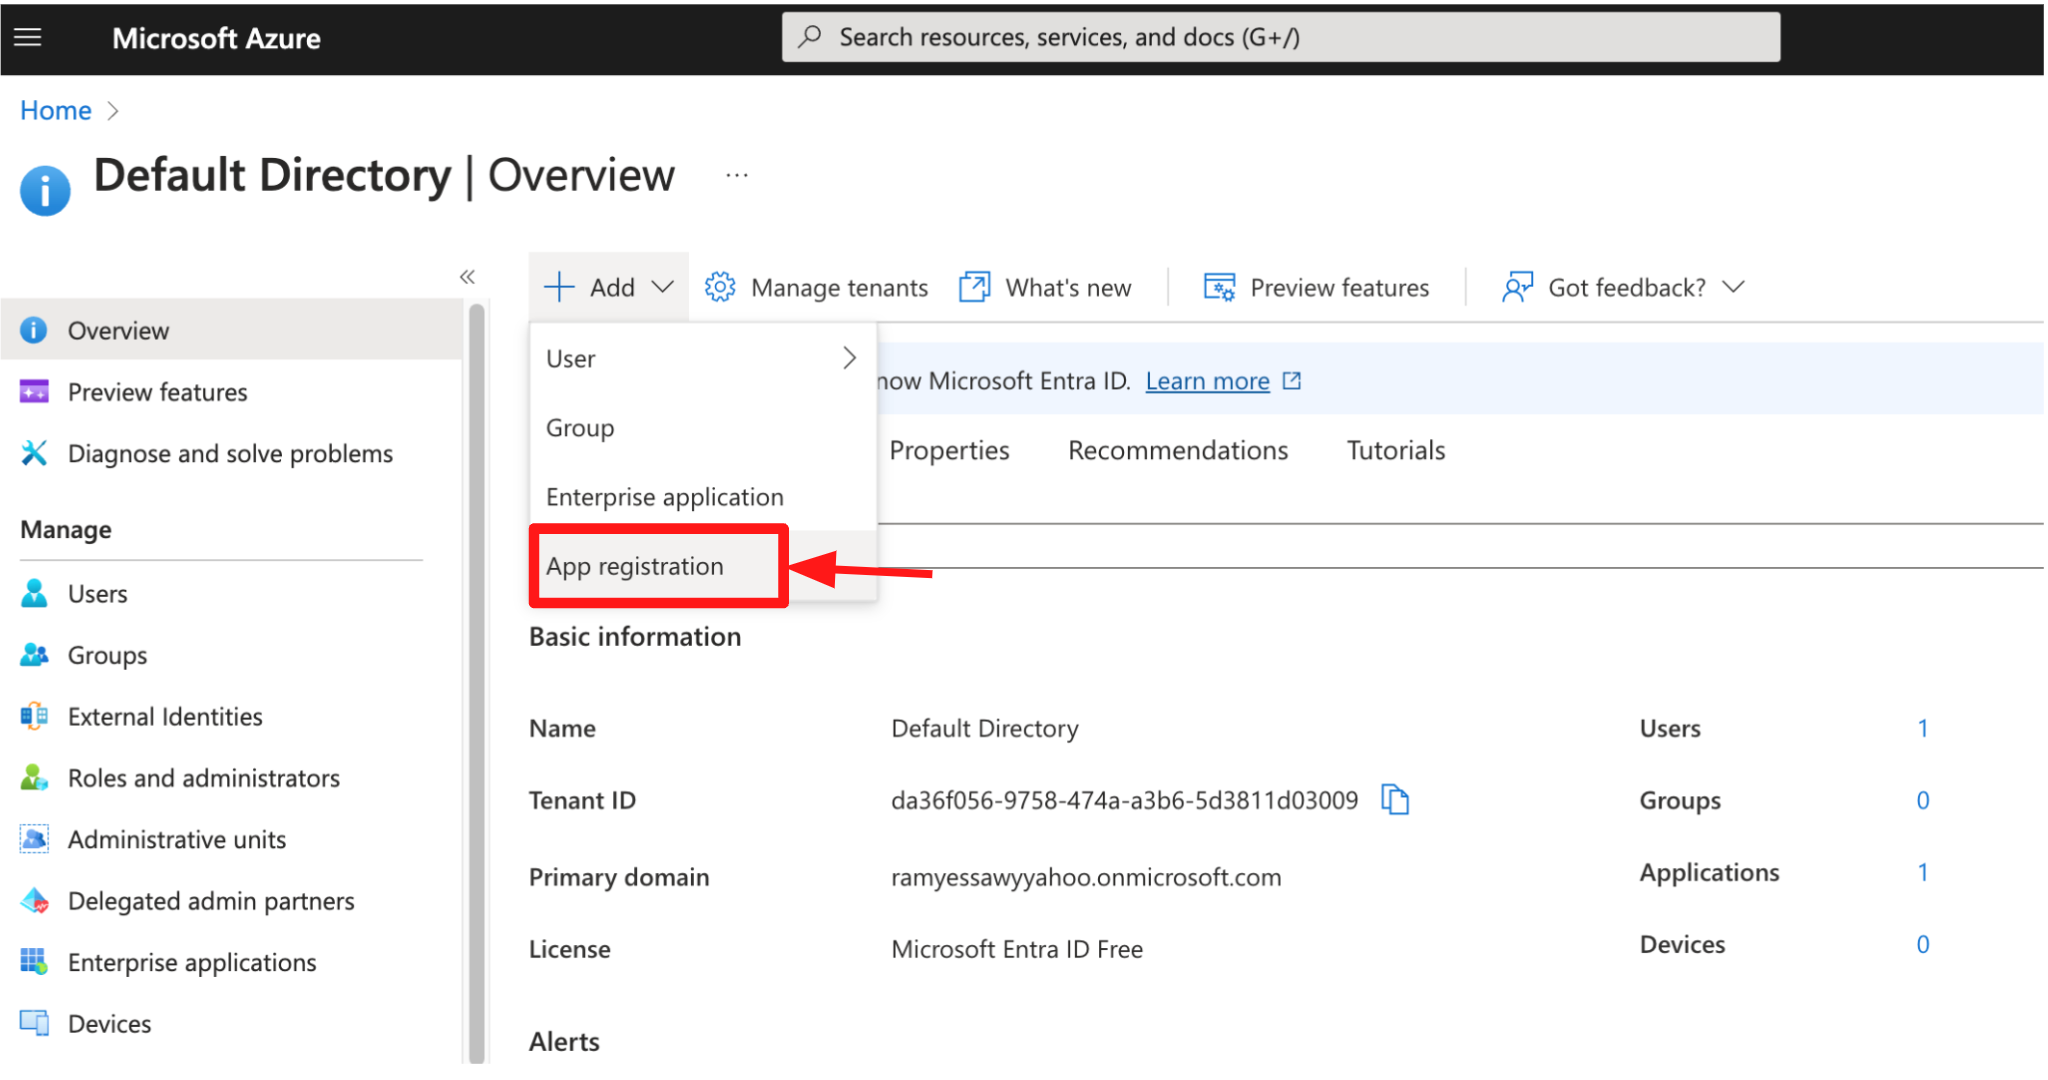 Microsoft Azure
Search resources, services, and docs (G+/)
Home
Default Directory | Overview ...
Add
Manage tenants
What's new
Preview features
Got feedback?
Overview
Preview features
Diagnose and solve problems
Manage
Users
Groups
External Identities
Roles and administrators
Administrative units
Delegated admin partners
Enterprise applications
Devices
User
Group
Enterprise application
App registration
now Microsoft Entra ID. Learn more
Properties
Recommendations
Tutorials
Basic information
Name Default Directory Users 1
Tenant ID da36f056-9758-474a-a3b6-5d3811d03009 Groups 0
Primary domain ramyessawyyahoo.onmicrosoft.com Applications 1
License Microsoft Entra ID Free Devices 0
Alerts